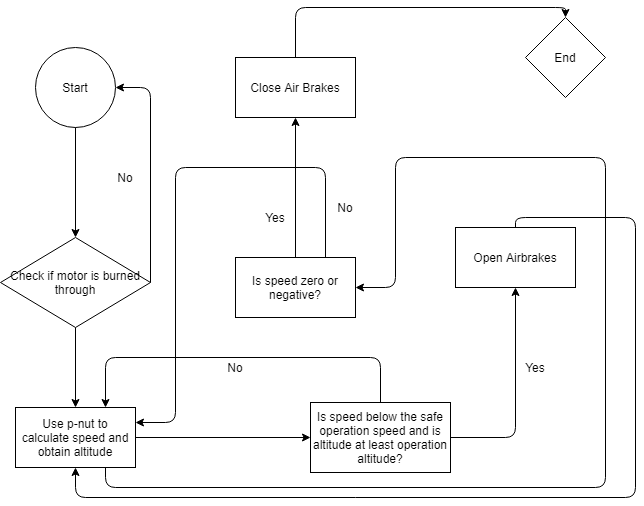 Start
Close Air Brakes
End
No
Yes
No
Check if motor is burned
through
Is speed zero or
negative?
Open Airbrakes
No
Yes
Use p-nut to
calculate speed and
obtain altitude
Is speed below the safe
operation speed and is
altitude at least operation
altitude?